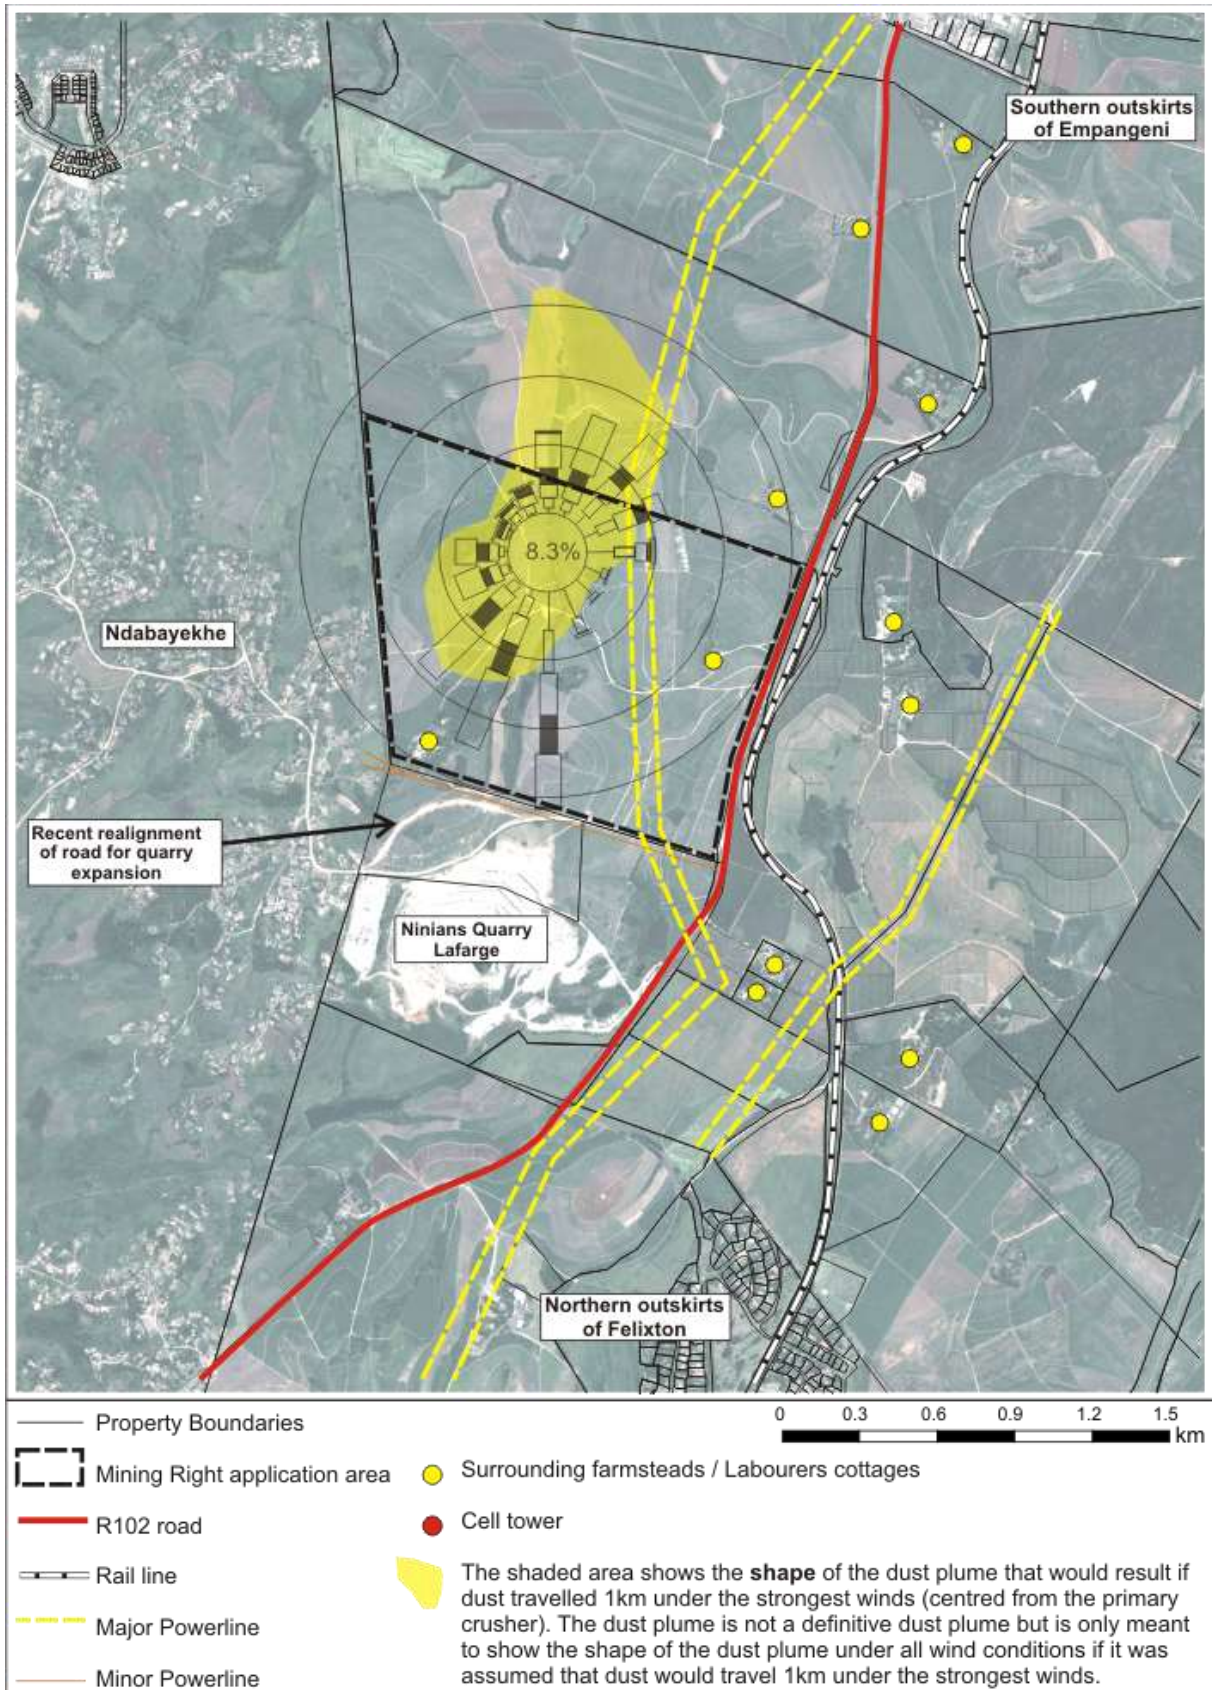 Southern outskirts
of Empangeni
8.3%
Ndabayekhe
Recent realignment
of road for quarry
expansion
Ninians Quarry
Lafarge
Northern outskirts
of Felixton
0 0.3 0.6 0.9 1.2 1.5
km
Property Boundaries
Mining Right application area
R102 road
Rail line
Major Powerline
Minor Powerline
Surrounding farmsteads / Labourers cottages
Cell tower
The shaded area shows the shape of the dust plume that would result if
dust travelled 1km under the strongest winds (centred from the primary
crusher). The dust plume is not a definitive dust plume but is only meant
to show the shape of the dust plume under all wind conditions if it was
assumed that dust would travel 1km under the strongest winds.